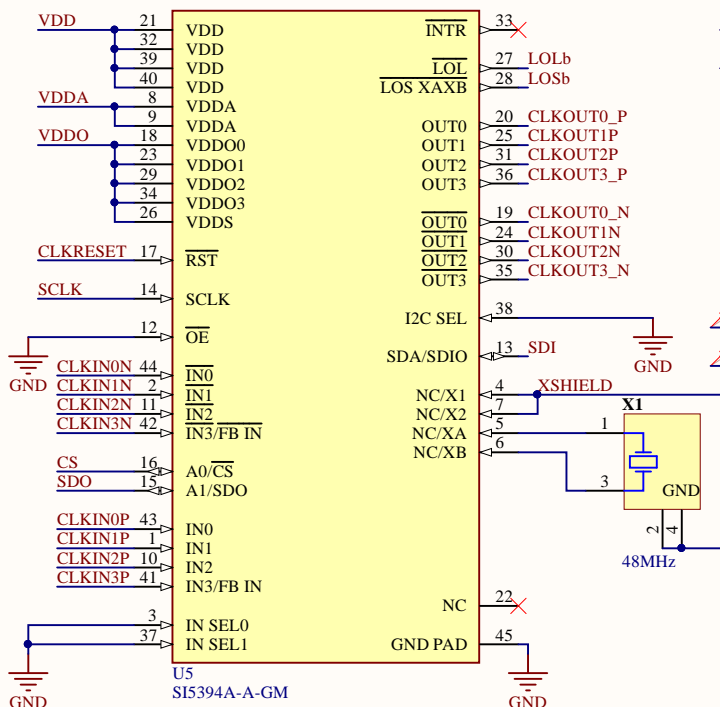 VDD 21 VDD INTR 33
32 VDD
39 VDD LOL 27 LOLb
40 VDD LOS XAXB 28 LOSb
VDDA 8 VDDA
9 VDDA OUT0 20 CLKOUT0_P
VDDO 18 VDDO0 OUT1 25 CLKOUT1P
23 VDDO1 OUT2 31 CLKOUT2P
29 VDDO2 OUT3 36 CLKOUT3_P
34 VDDO3
26 VDDS OUT0 19 CLKOUT0_N
OUT1 24 CLKOUT1N
CLKRESET 17 RST OUT2 30 CLKOUT2N
OUT3 35 CLKOUT3_N
SCLK 14 SCLK
I2C SEL 38
12 OE
GND
SDA/SDIO 13 SDI
GND
CLKIN0N 44 IN0
CLKIN1N 2 IN1 NC/X1 4 XSHIELD
CLKIN2N 11 IN2 NC/X2 7 X1
CLKIN3N 42 IN3/FB IN NC/XA 5 1
NC/XB 6
CS 16 A0/CS
SDO 15 A1/SDO 3 GND
CLKIN0P 43 IN0 2 4
CLKIN1P 1 IN1
CLKIN2P 10 IN2 48MHz
CLKIN3P 41 IN3/FB IN
NC 22
3 IN SEL0
37 IN SEL1 GND PAD 45
GND
U5
GND
SI5394A-A-GM